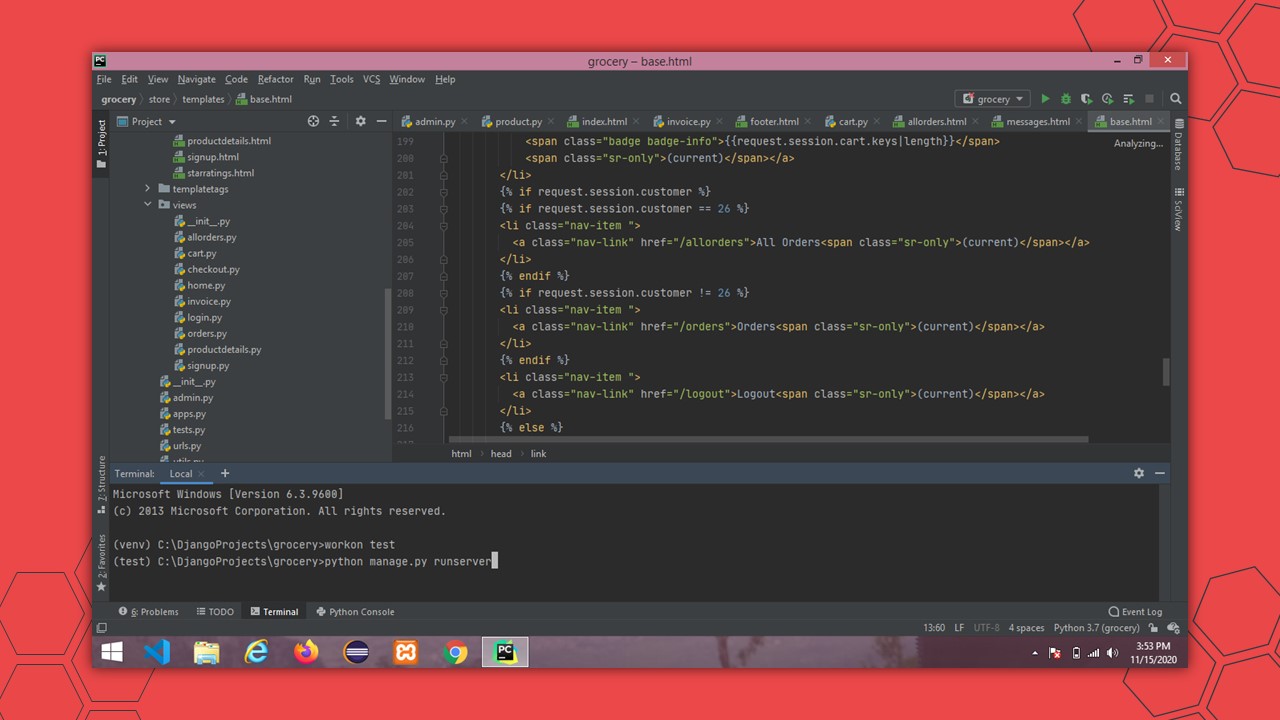 PC
grocery – base.html
File Edit View Navigate Code Refactor Run Tools VCS Window Help
grocery store templates base.html
grocery
1: Project
Project
admin.py product.py index.html invoice.py footer.html cart.py allorders.html messages.html base.html
productdetails.html
signup.html
starratings.html
templatetags
views
__init__.py
allorders.py
cart.py
checkout.py
home.py
invoice.py
login.py
orders.py
productdetails.py
signup.py
__init__.py
admin.py
apps.py
tests.py
urls.py
utils.py
Analyzing...
199 <span class="badge badge-info">{{request.session.cart.keys|length}}</span>
200 <span class="sr-only">(current)</span></a>
201 </li>
202 {% if request.session.customer %}
203 {% if request.session.customer == 26 %}
204 <li class="nav-item ">
205 <a class="nav-link" href="/allorders">All Orders<span class="sr-only">(current)</span></a>
206 </li>
207 {% endif %}
208 {% if request.session.customer != 26 %}
209 <li class="nav-item ">
210 <a class="nav-link" href="/orders">Orders<span class="sr-only">(current)</span></a>
211 </li>
212 {% endif %}
213 <li class="nav-item ">
214 <a class="nav-link" href="/logout">Logout<span class="sr-only">(current)</span></a>
215 </li>
216 {% else %}
html head link
Database
SciView
7: Structure
2: Favorites
Terminal: Local +
Microsoft Windows [Version 6.3.9600]
(c) 2013 Microsoft Corporation. All rights reserved.
(venv) C:\DjangoProjects\grocery>workon test
(test) C:\DjangoProjects\grocery>python manage.py runserver
6: Problems TODO Terminal Python Console Event Log
13:60 LF UTF-8 4 spaces Python 3.7 (grocery)
PC
3:53 PM
11/15/2020